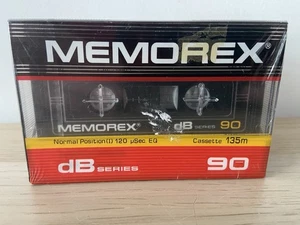 MEMOREX®
MEMOREX dB SERIES 90
Normal Position(I) 120 µSec EQ Cassette 135m
dB SERIES 90